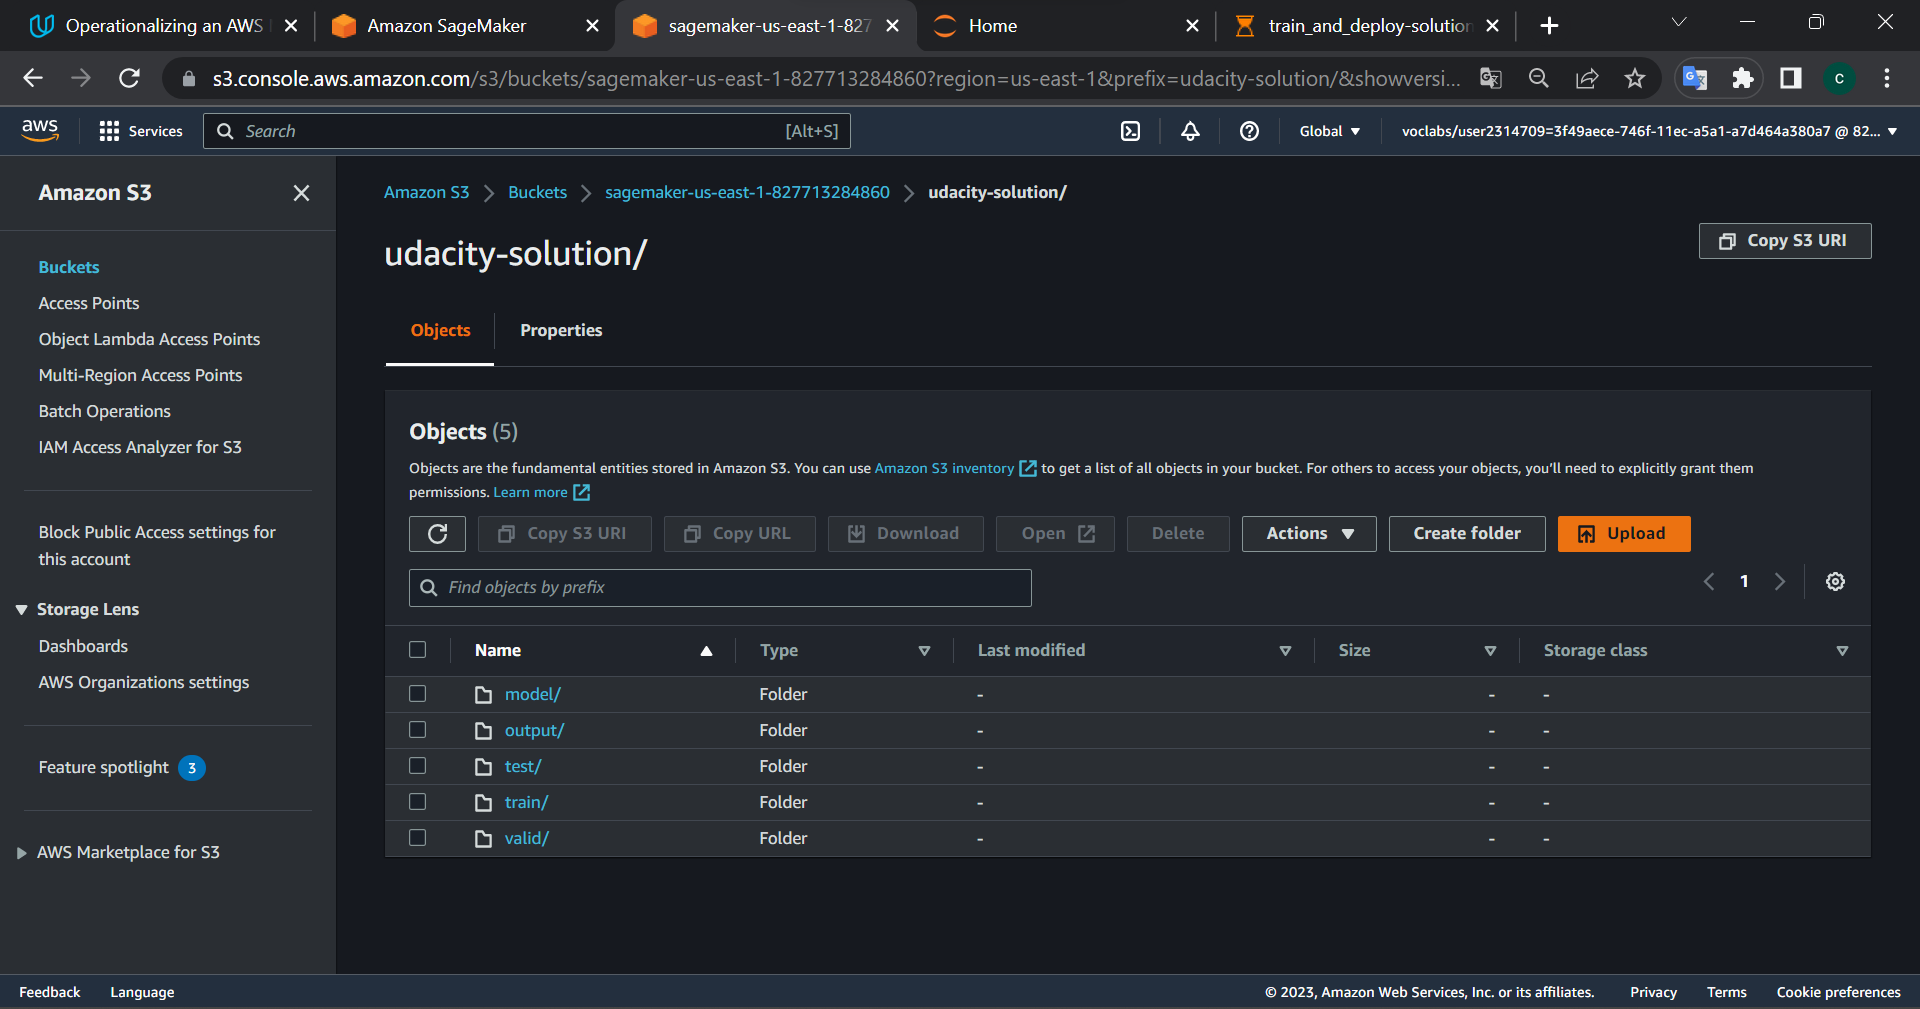 Operationalizing an AWS
Amazon SageMaker
sagemaker-us-east-1-827
Home
train_and_deploy-solution
s3.console.aws.amazon.com/s3/buckets/sagemaker-us-east-1-827713284860?region=us-east-1&prefix=udacity-solution/&showversi...
C
aws
Services
Search
[Alt+S]
Global
voclabs/user2314709=3f49aece-746f-11ec-a5a1-a7d464a380a7 @ 82...
Amazon S3
Buckets
Access Points
Object Lambda Access Points
Multi-Region Access Points
Batch Operations
IAM Access Analyzer for S3
Block Public Access settings for
this account
Storage Lens
Dashboards
AWS Organizations settings
Feature spotlight 3
AWS Marketplace for S3
Amazon S3 > Buckets > sagemaker-us-east-1-827713284860 > udacity-solution/
udacity-solution/
Copy S3 URI
Objects
Properties
Objects (5)
Objects are the fundamental entities stored in Amazon S3. You can use Amazon S3 inventory to get a list of all objects in your bucket. For others to access your objects, you'll need to explicitly grant them
permissions. Learn more
Copy S3 URI
Copy URL
Download
Open
Delete
Actions
Create folder
Upload
Find objects by prefix
1
Name Type Last modified Size Storage class
model/ Folder - - -
output/ Folder - - -
test/ Folder - - -
train/ Folder - - -
valid/ Folder - - -
Feedback Language
© 2023, Amazon Web Services, Inc. or its affiliates. Privacy Terms Cookie preferences